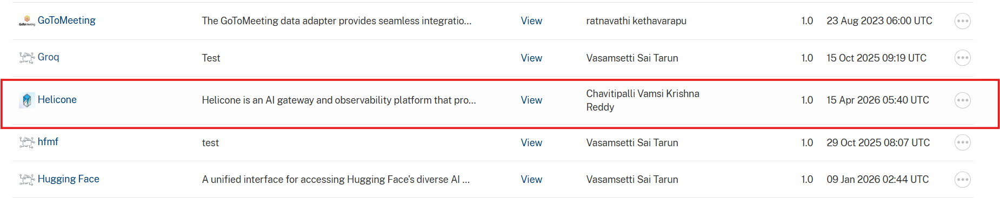 GoToMeeting GoToMeeting The GoToMeeting data adapter provides seamless integratio... View ratnavathi kethavarapu 1.0 23 Aug 2023 06:00 UTC
Groq Test View Vasamsetti Sai Tarun 1.0 15 Oct 2025 09:19 UTC
Helicone Helicone is an AI gateway and observability platform that pro... View Chavitipalli Vamsi Krishna 1.0 15 Apr 2026 05:40 UTC
Reddy
hfmf test View Vasamsetti Sai Tarun 1.0 29 Oct 2025 08:07 UTC
Hugging Face A unified interface for accessing Hugging Face's diverse AI ... View Vasamsetti Sai Tarun 1.0 09 Jan 2026 02:44 UTC